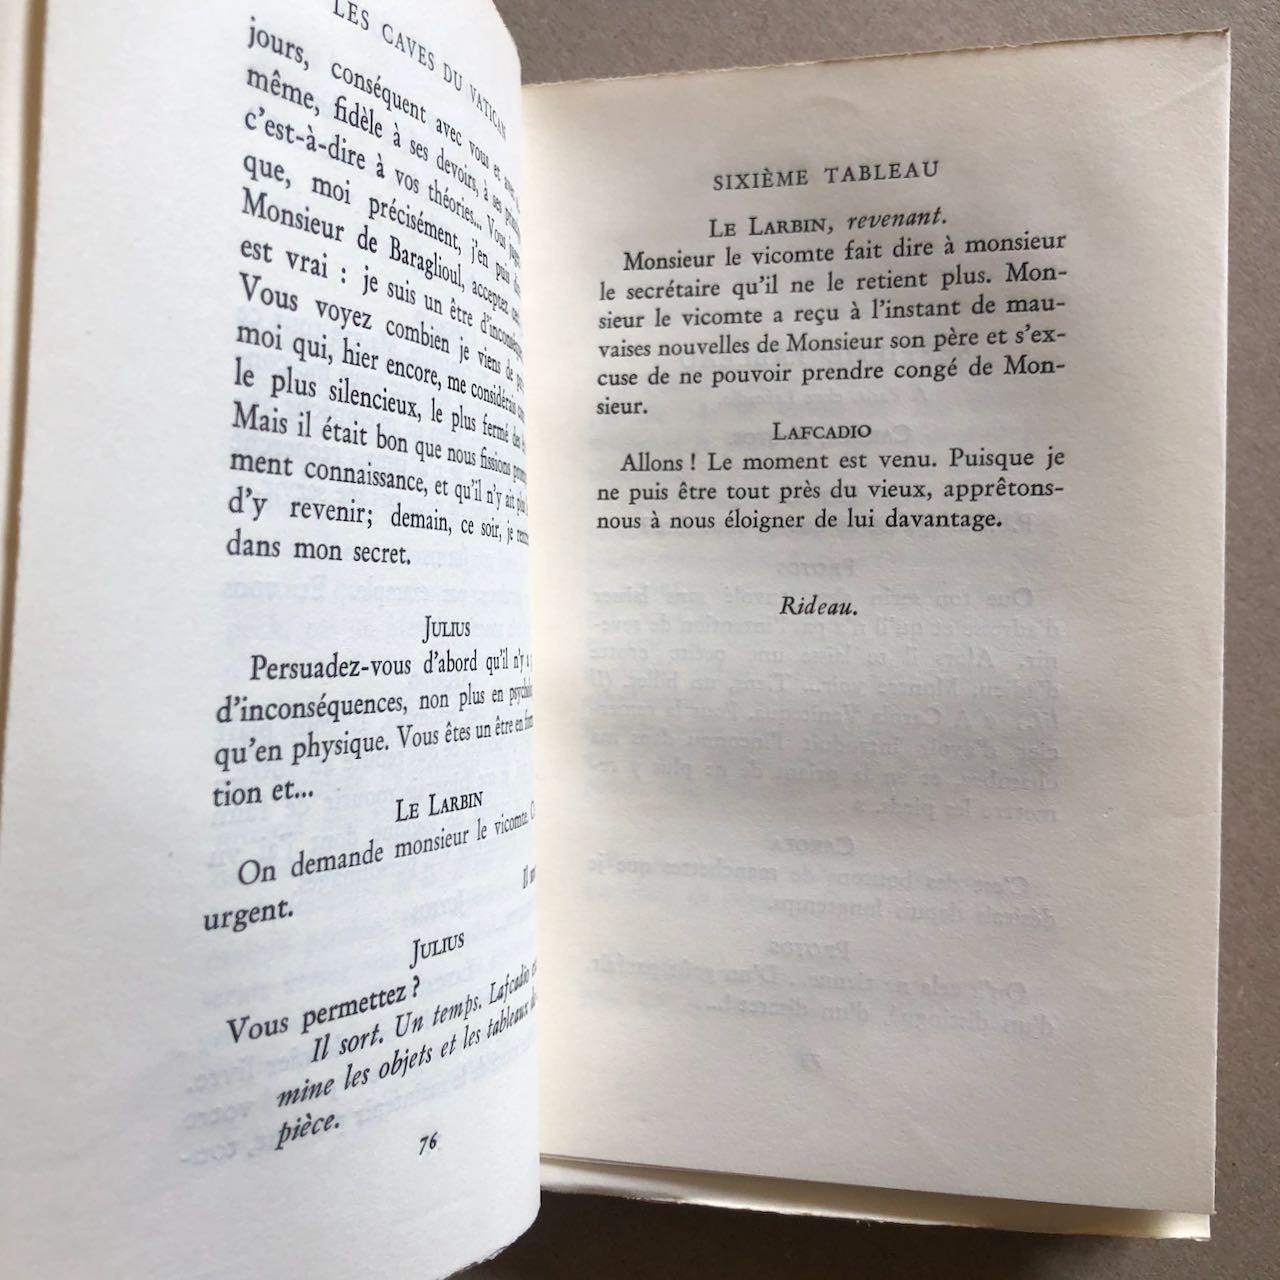 LES CAVES DU VATICAN
jours, conséquent avec vous et avec
même, fidèle à ses devoirs, à ses
c'est-à-dire à vos théories... Vous
que, moi précisément, j'en puis
Monsieur de Baraglioul, acceptez
est vrai : je suis un être
Vous voyez combien je viens de
moi qui, hier encore, me considérais
le plus silencieux, le plus fermé des
Mais il était bon que nous fissions
ment connaissance, et qu'il n'y ait plus
d'y revenir; demain, ce soir, je
dans mon secret.
JULIUS
Persuadez-vous d'abord qu'il n'y a
d'inconséquences, non plus en
qu'en physique. Vous êtes un être en
tion et...
LE LARBIN
On demande monsieur le vicomte.
urgent.
Il
JULIUS
Vous permettez ?
Il sort. Un temps. Lafcadio
mine les objets et les tableaux de
pièce.
76
SIXIÈME TABLEAU
LE LARBIN, revenant.
Monsieur le vicomte fait dire à monsieur
le secrétaire qu'il ne le retient plus. Mon-
sieur le vicomte a reçu à l'instant de mau-
vaises nouvelles de Monsieur son père et s'ex-
cuse de ne pouvoir prendre congé de Mon-
sieur.
LAFCADIO
Allons ! Le moment est venu. Puisque je
ne puis être tout près du vieux, apprêtons-
nous à nous éloigner de lui davantage.
Rideau.